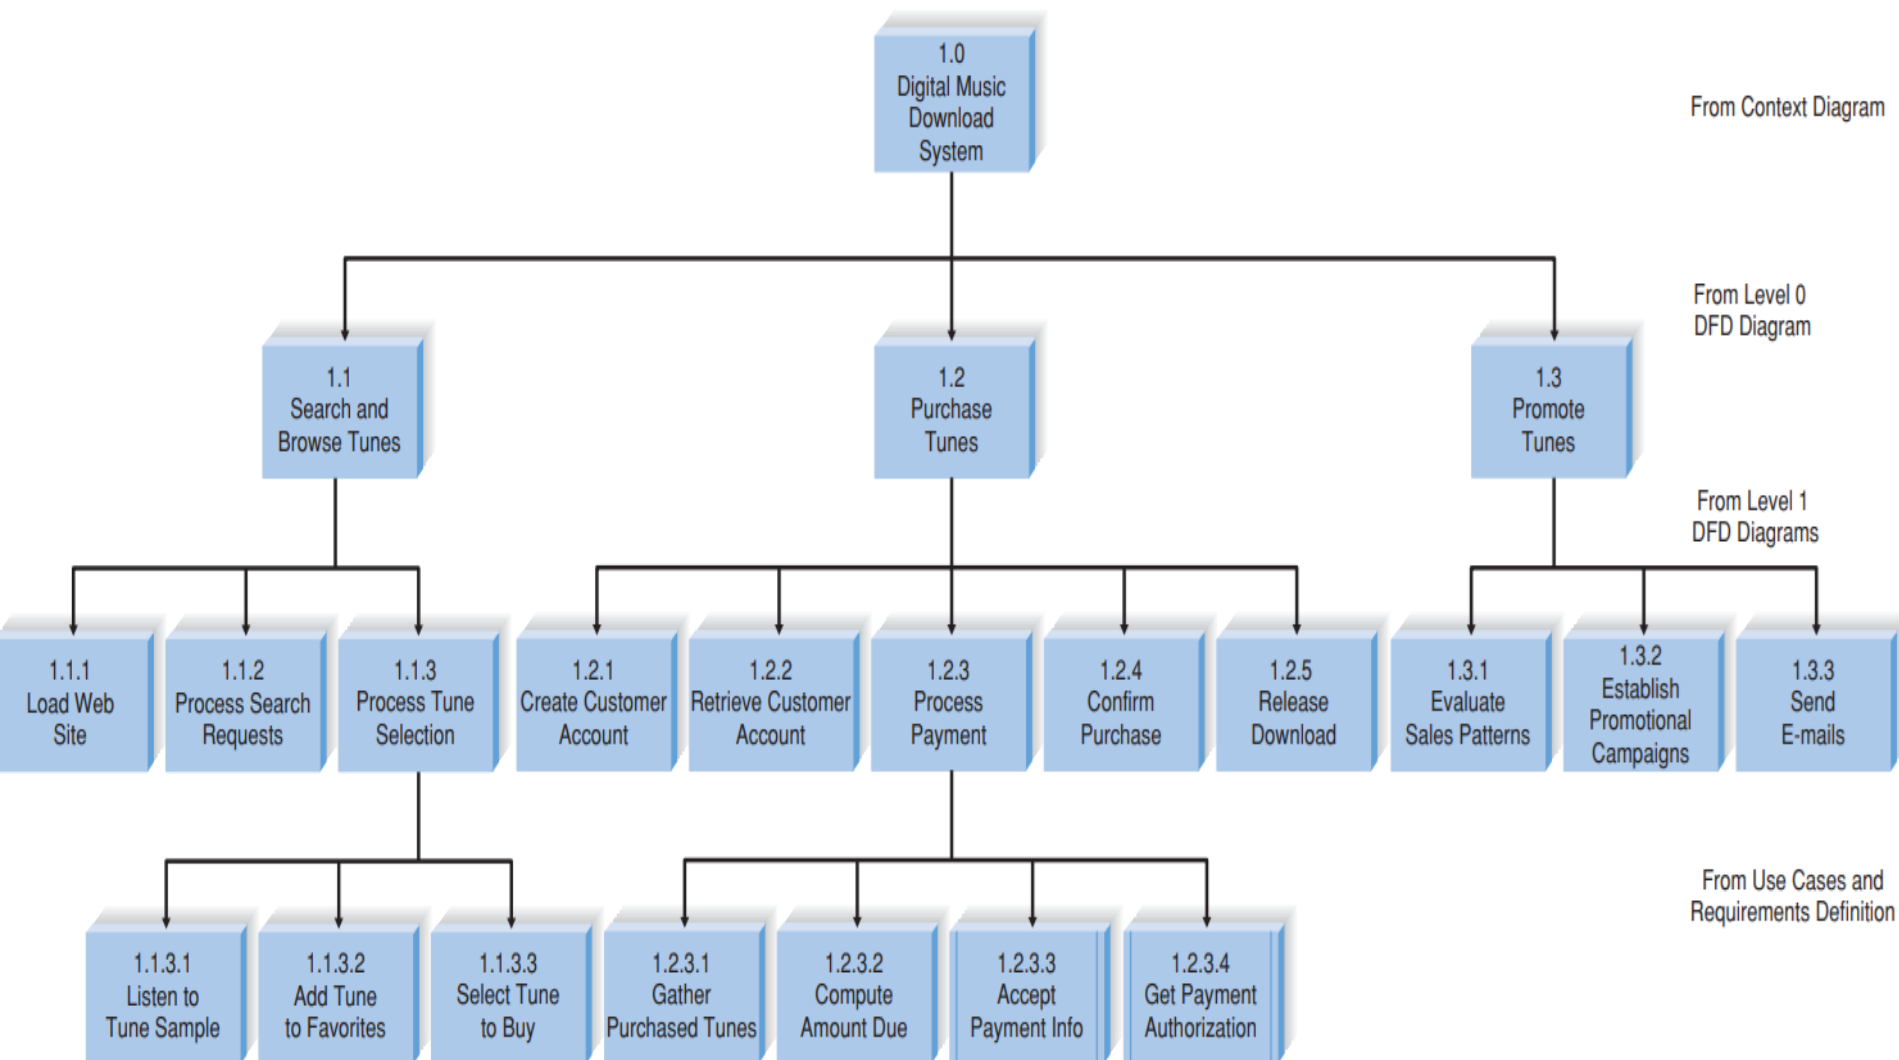 1.0
Digital Music
Download
System
From Context Diagram
From Level 0
DFD Diagram
1.1
Search and
Browse Tunes
1.2
Purchase
Tunes
1.3
Promote
Tunes
From Level 1
DFD Diagrams
1.1.1
Load Web
Site
1.1.2
Process Search
Requests
1.1.3
Process Tune
Selection
1.2.1
Create Customer
Account
1.2.2
Retrieve Customer
Account
1.2.3
Process
Payment
1.2.4
Confirm
Purchase
1.2.5
Release
Download
1.3.1
Evaluate
Sales Patterns
1.3.2
Establish
Promotional
Campaigns
1.3.3
Send
E-mails
From Use Cases and
Requirements Definition
1.1.3.1
Listen to
Tune Sample
1.1.3.2
Add Tune
to Favorites
1.1.3.3
Select Tune
to Buy
1.2.3.1
Gather
Purchased Tunes
1.2.3.2
Compute
Amount Due
1.2.3.3
Accept
Payment Info
1.2.3.4
Get Payment
Authorization